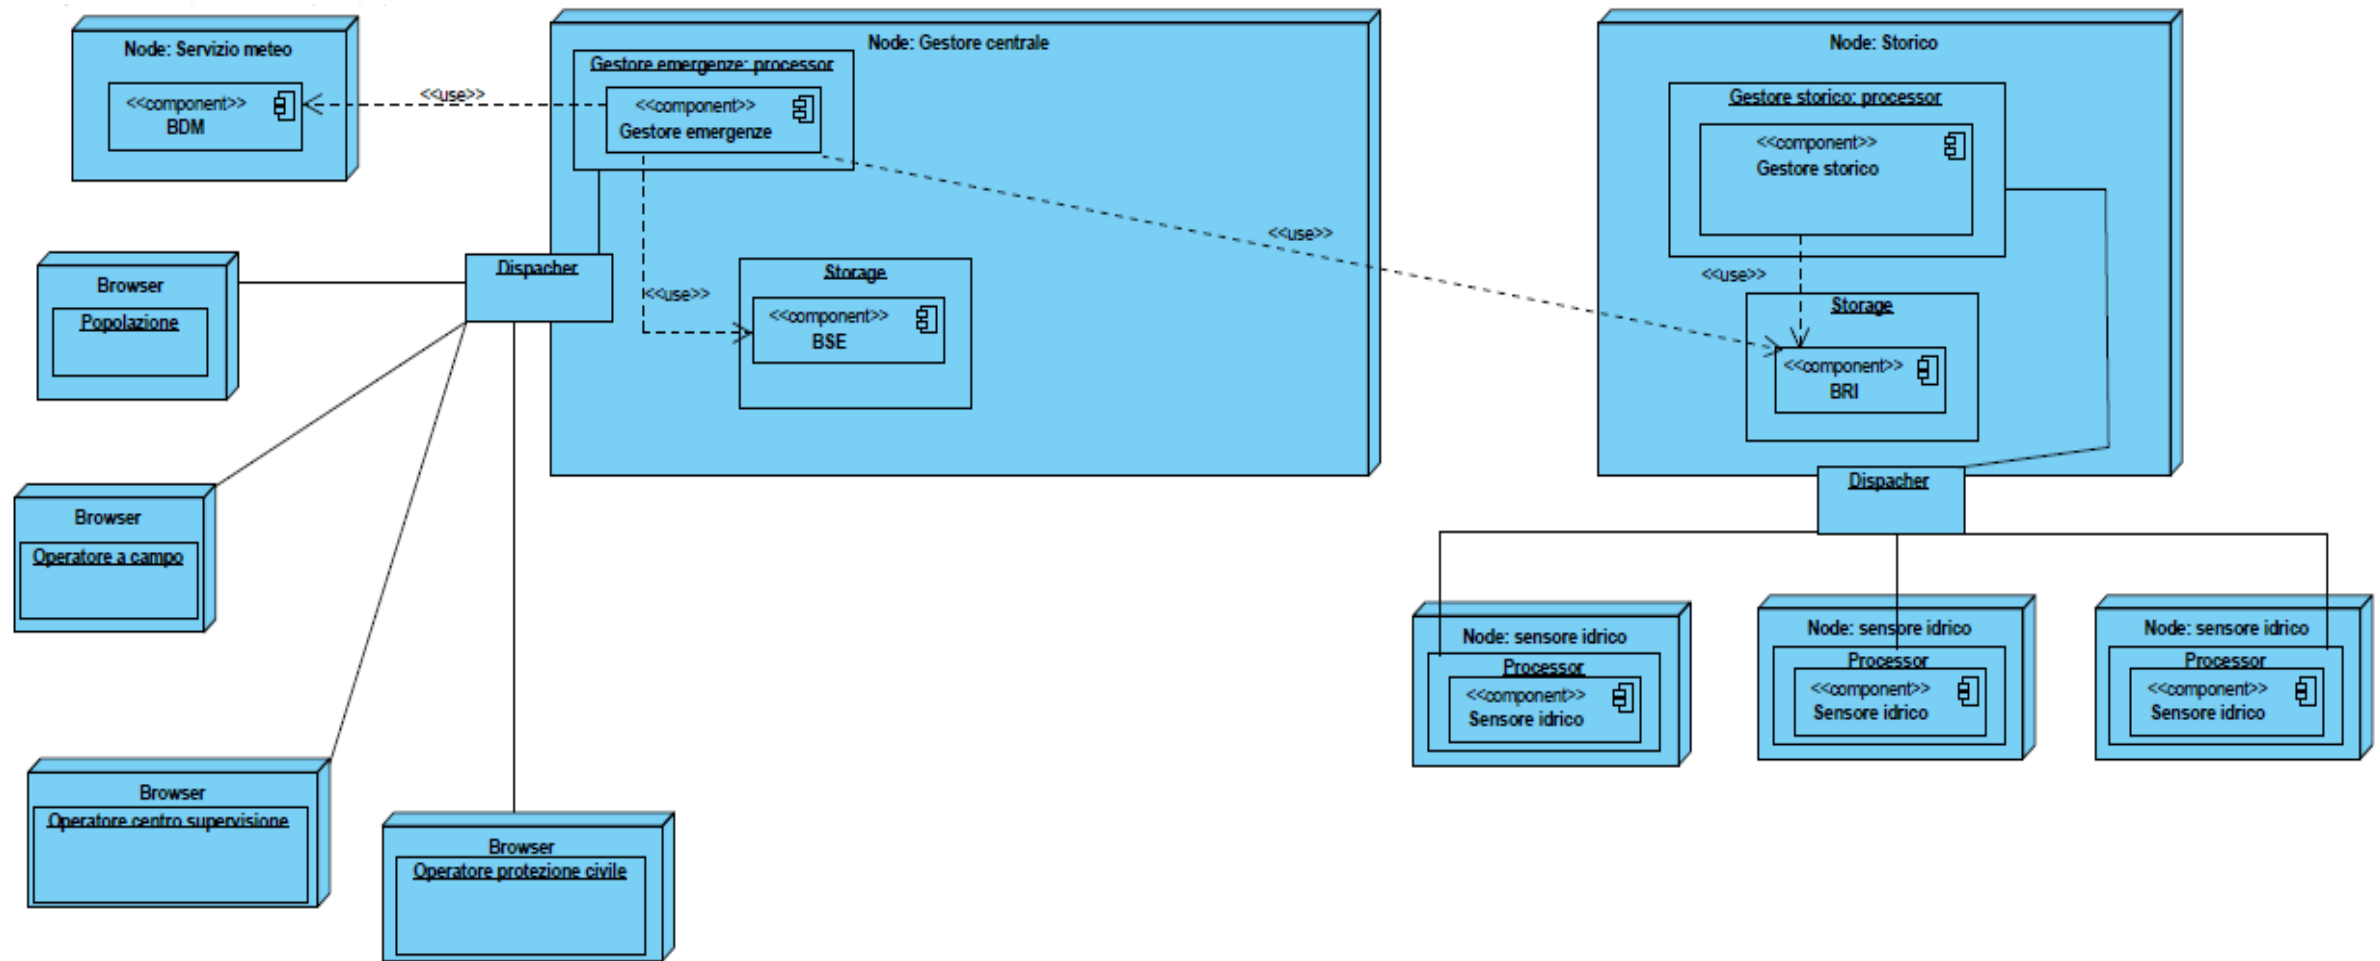 Node: Servizio meteo
<<component>>
BDM
<<use>>
Node: Gestore centrale
Gestore emergenze: processor
<<component>>
Gestore emergenze
<<use>>
Storage
<<component>>
BSE
<<use>>
Node: Storico
Gestore storico: processor
<<component>>
Gestore storico
<<use>>
Storage
<<component>>
BRI
Dispacher
Dispacher
Browser
Popolazione
Browser
Operatore a campo
Browser
Operatore centro supervisione
Browser
Operatore protezione civile
Node: sensore idrico
Processor
<<component>>
Sensore idrico
Node: sensore idrico
Processor
<<component>>
Sensore idrico
Node: sensore idrico
Processor
<<component>>
Sensore idrico